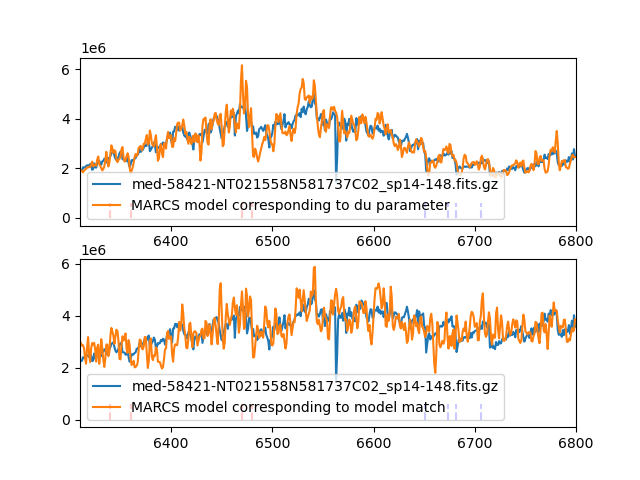 1e6
6
4
2
0
med-58421-NT021558N581737C02_sp14-148.fits.gz
MARCS model corresponding to du parameter
6400 6500 6600 6700 6800
1e6
6
4
2
0
med-58421-NT021558N581737C02_sp14-148.fits.gz
MARCS model corresponding to model match
6400 6500 6600 6700 6800